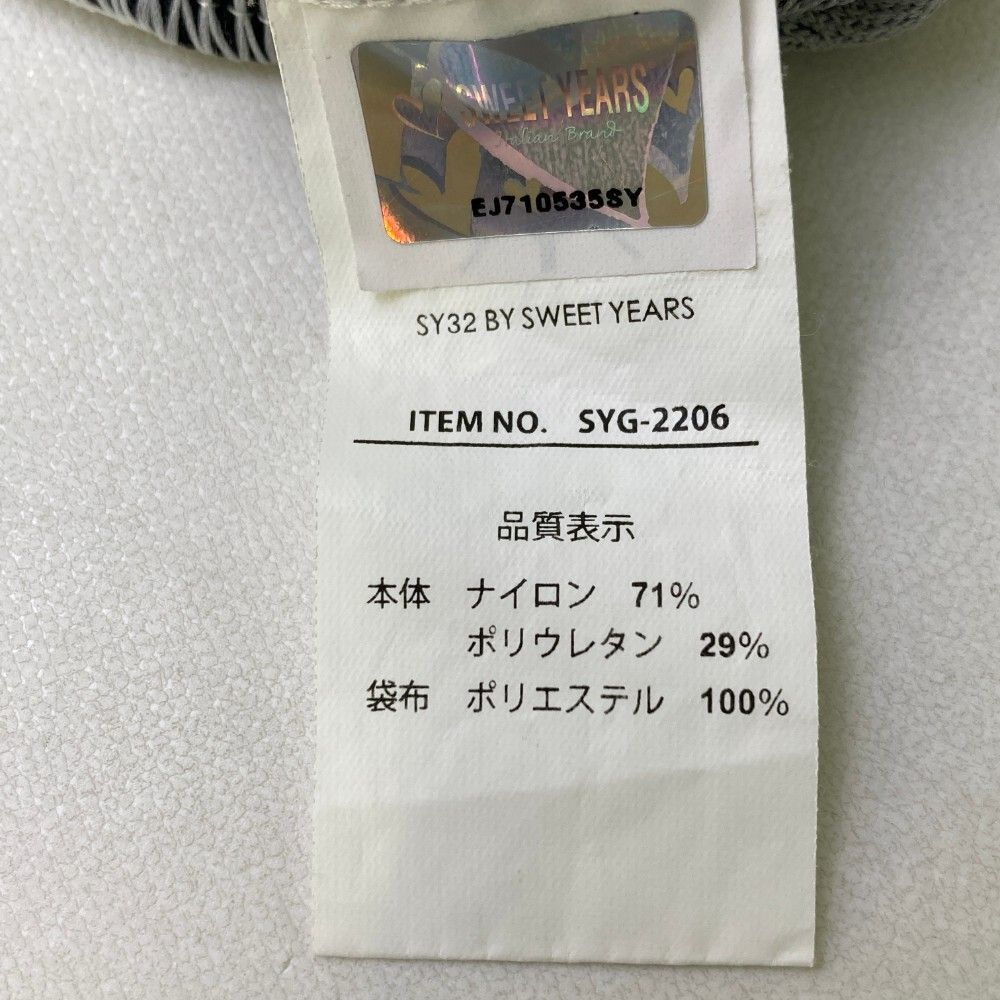 SWEET YEARS
Italian Brand
EJ710535SY
SY32 BY SWEET YEARS
ITEM NO. SYG-2206
品質表示
本体 ナイロン 71%
ポリウレタン 29%
袋布 ポリエステル 100%